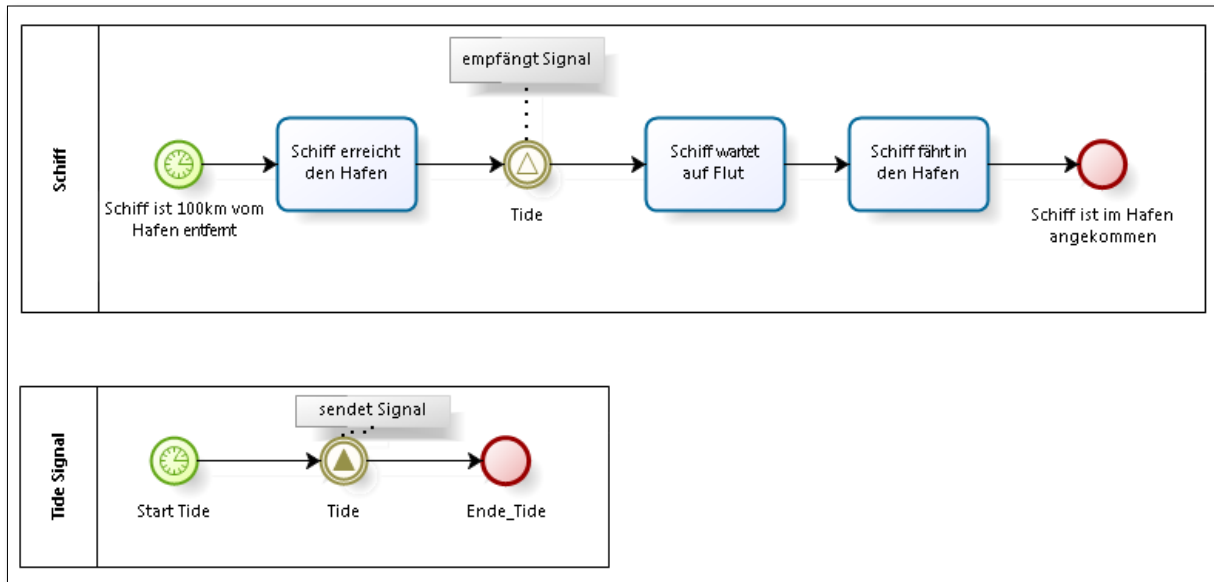 Schiff
empfängt Signal
Schiff ist 100km vom
Hafen entfernt
Schiff erreicht
den Hafen
Tide
Schiff wartet
auf Flut
Schiff fährt in
den Hafen
Schiff ist im Hafen
angekommen
Tide Signal
sendet Signal
Start Tide
Tide
Ende_Tide